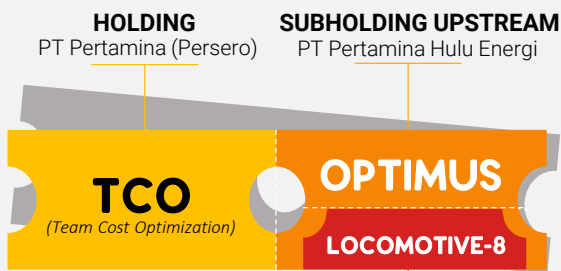 HOLDING
PT Pertamina (Persero)
SUBHOLDING UPSTREAM
PT Pertamina Hulu Energi
TCO
(Team Cost Optimization)
OPTIMUS
LOCOMOTIVE-8